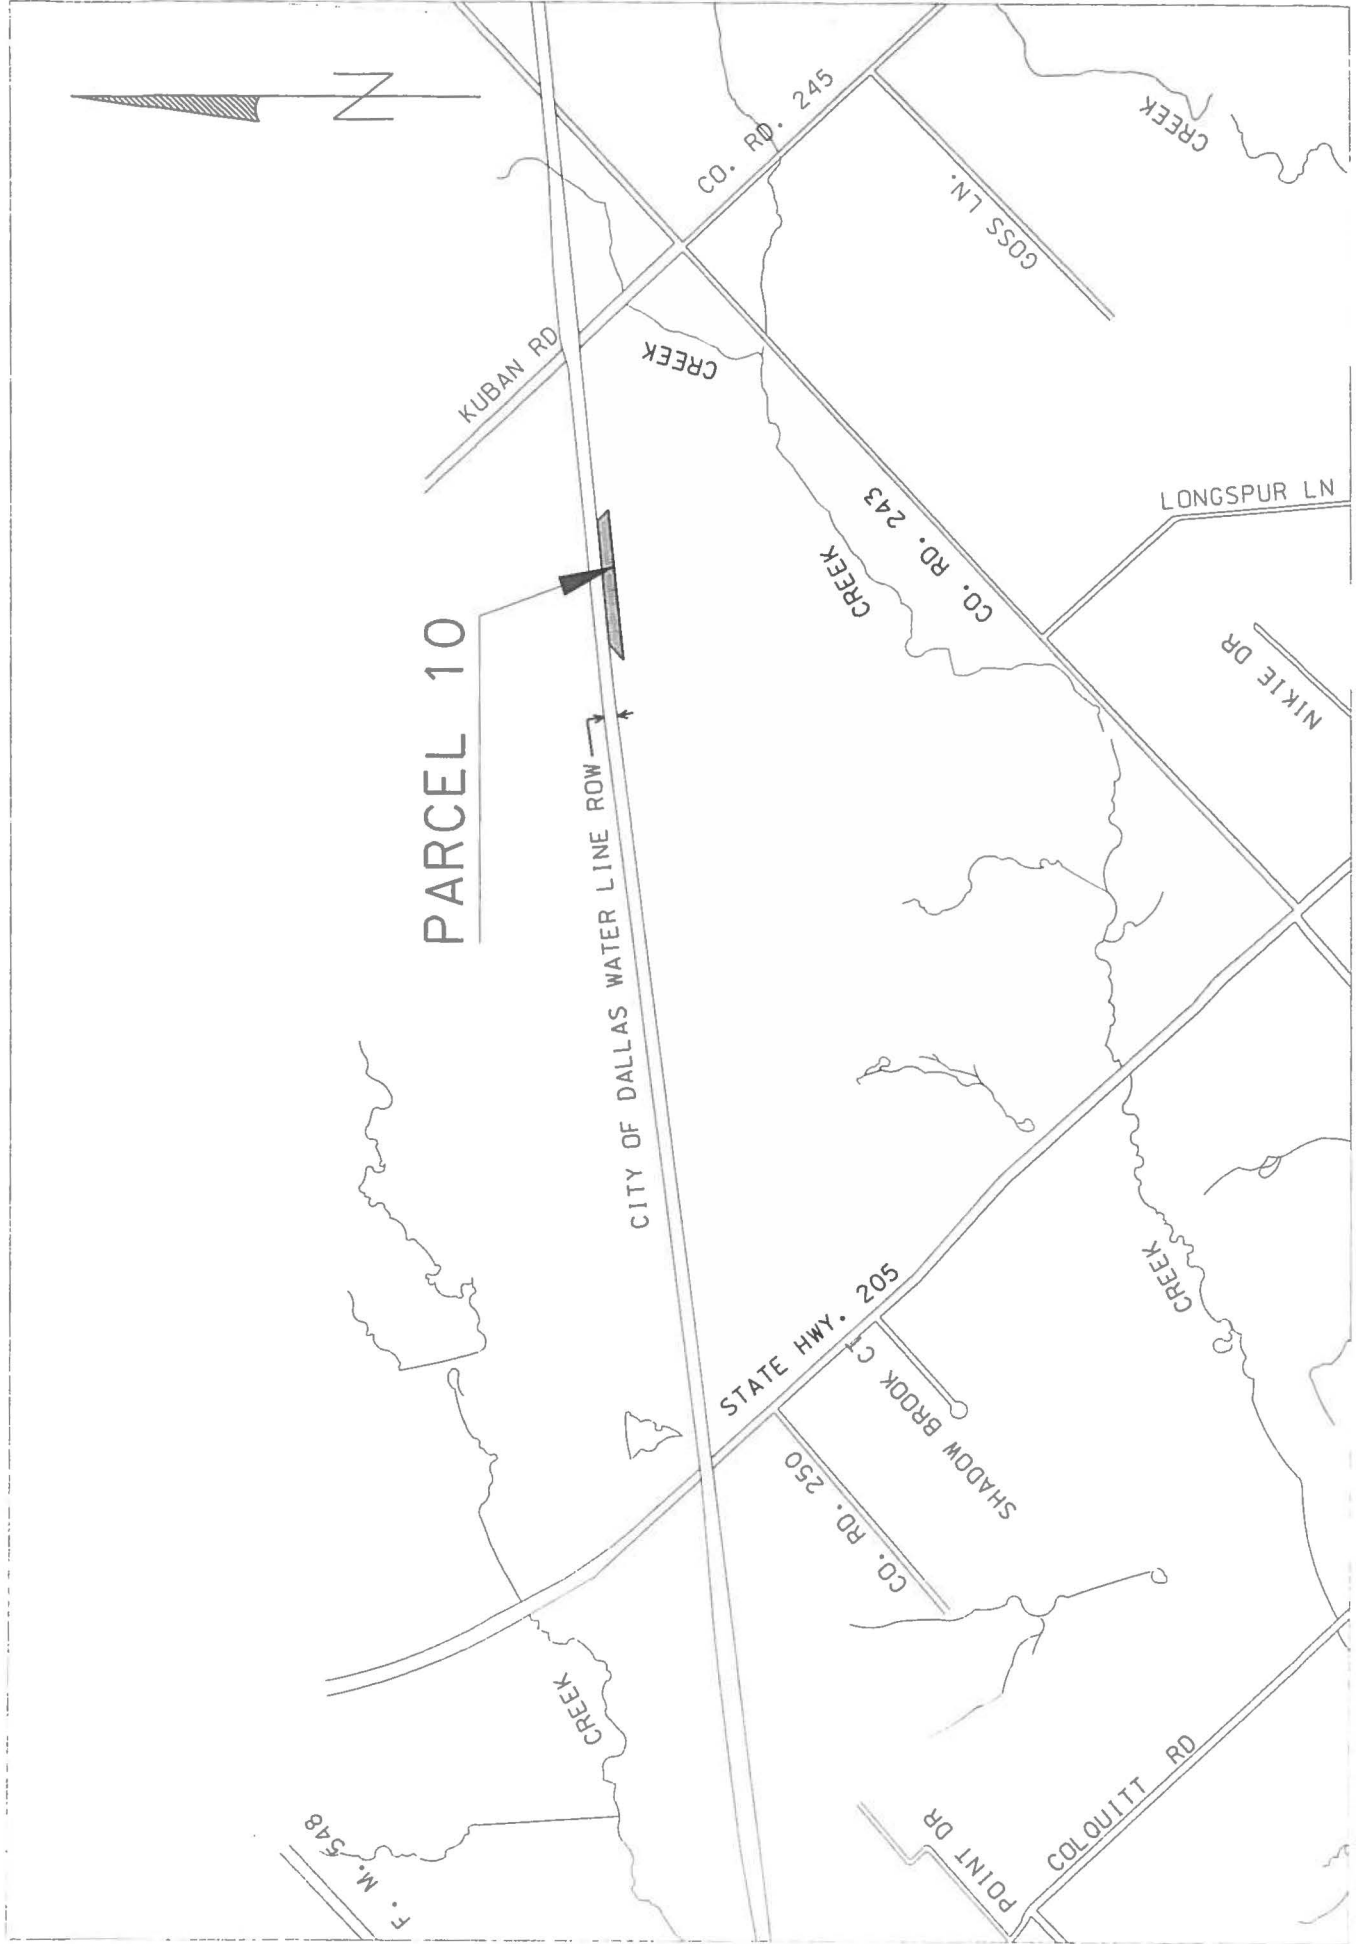 N
CO. RD. 245
CREEK
GOSS LN.
KUBAN RD
CREEK
LONGSPUR LN
CO. RD. 243
CREEK
PARCEL 10
NIKIE DR
CITY OF DALLAS WATER LINE ROW
STATE HWY. 205
CREEK
SHADOW BROOK CT
CO. RD. 250
CREEK
F. M. 548
POINT DR
COLQUITT RD